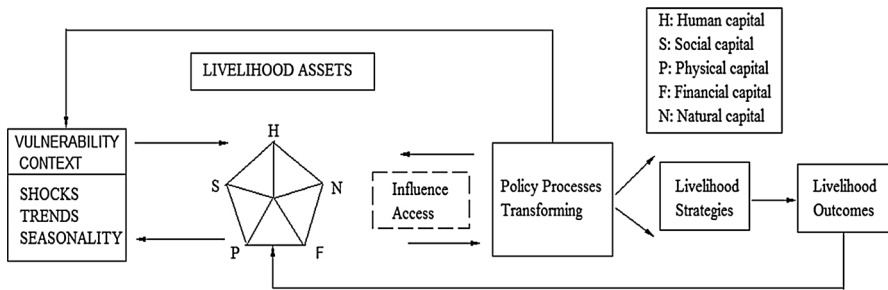 H: Human capital
S: Social capital
P: Physical capital
F: Financial capital
N: Natural capital
LIVELIHOOD ASSETS
VULNERABILITY
CONTEXT
SHOCKS
TRENDS
SEASONALITY
H
S
N
P
F
Influence
Access
Policy Processes
Transforming
Livelihood
Strategies
Livelihood
Outcomes